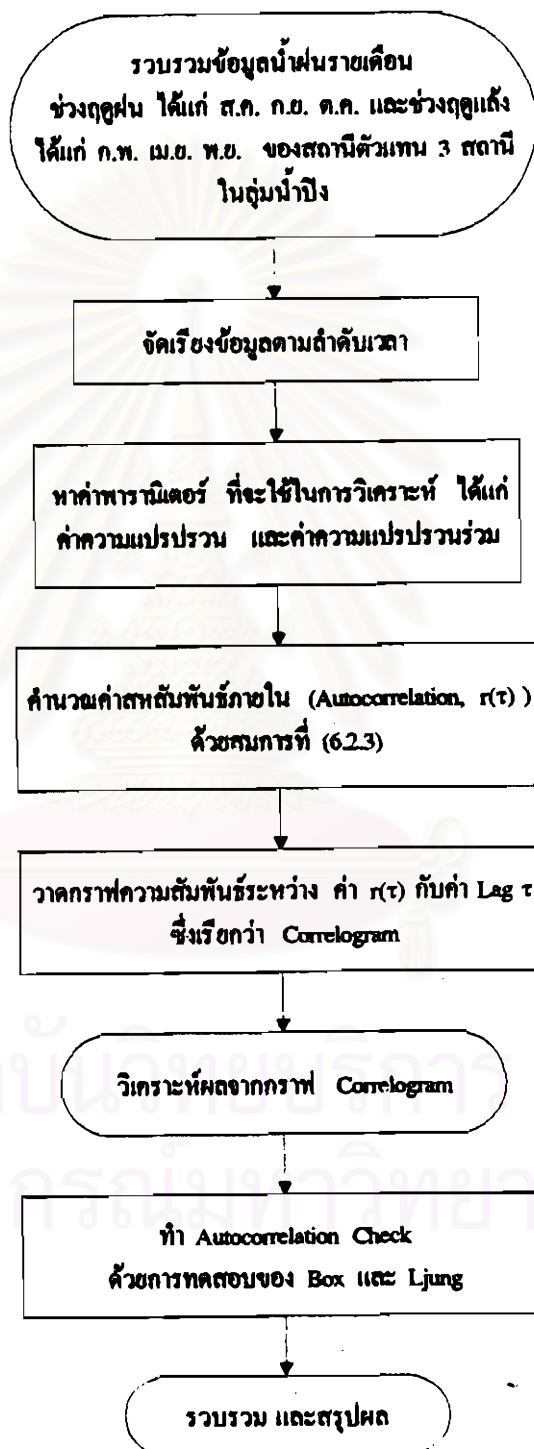 รวบรวมข้อมูลน้ำฝนรายเดือน
ช่วงฤดูฝน ได้แก่ ส.ค. ก.ย. ต.ค. และช่วงฤดูแล้ง
ได้แก่ ก.พ. เม.ย. พ.ย. ของสถานีตัวแทน 3 สถานี
ในลุ่มน้ำปิง
จัดเรียงข้อมูลตามลำดับเวลา
หาค่าพารามิเตอร์ ที่จะใช้ในการวิเคราะห์ ได้แก่
ค่าความแปรปรวน และค่าความแปรปรวนร่วม
คำนวณค่าสหสัมพันธ์ภายใน (Autocorrelation, r(τ) )
ด้วยสมการที่ (6.2.3)
วาดกราฟความสัมพันธ์ระหว่าง ค่า r(τ) กับค่า Lag τ
ซึ่งเรียกว่า Correlogram
วิเคราะห์ผลจากกราฟ Correlogram
ทำ Autocorrelation Check
ด้วยการทดสอบของ Box และ Ljung
รวบรวม และสรุปผล